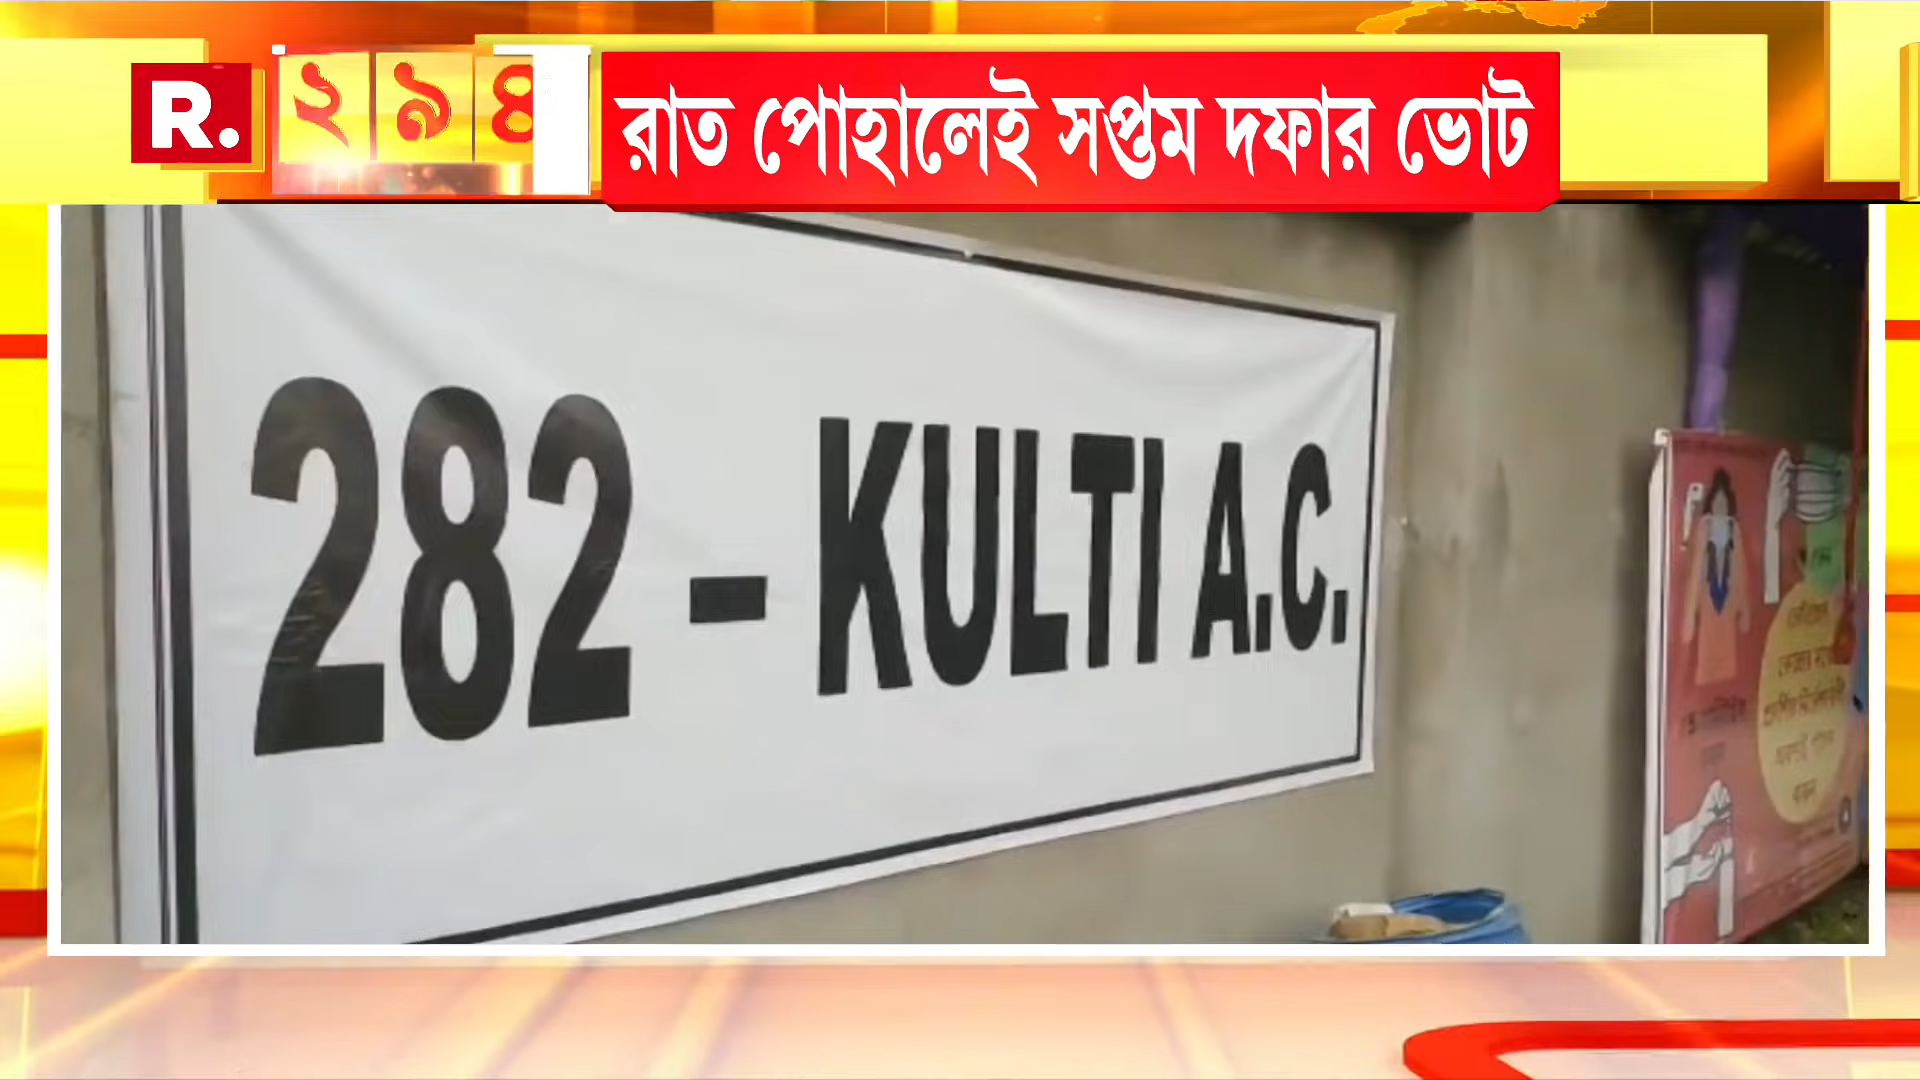 R. ২৯৪ রাত পোহালেই সপ্তম দফার ভোট
282 - KULTI A.C.